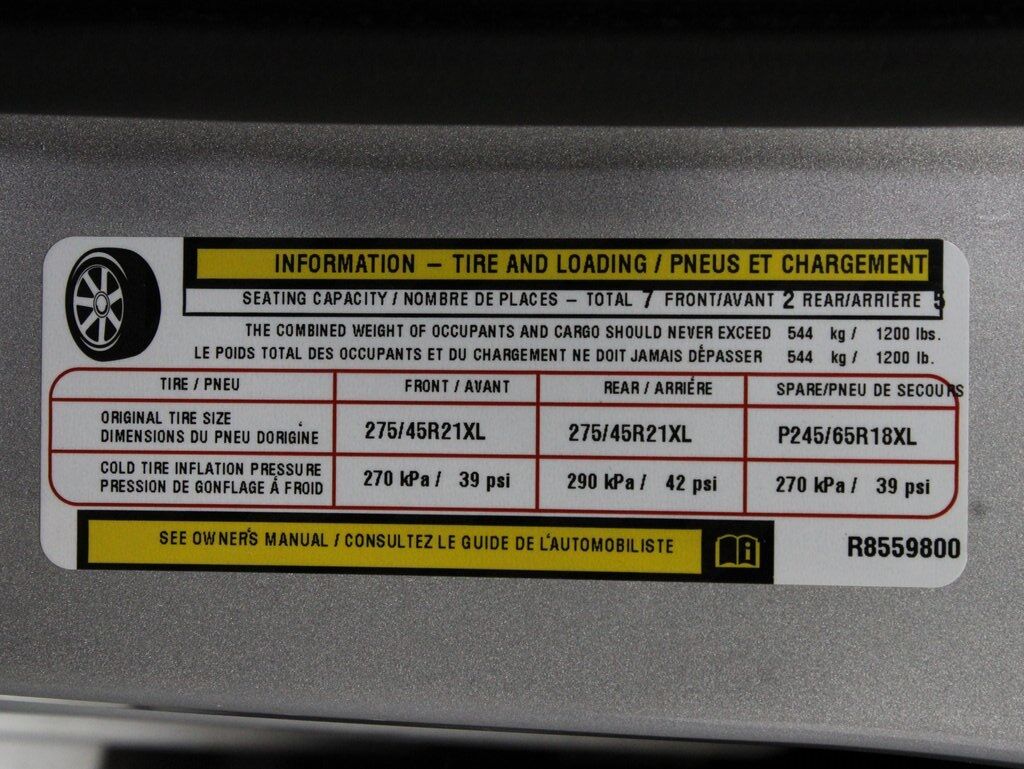 INFORMATION – TIRE AND LOADING / PNEUS ET CHARGEMENT
SEATING CAPACITY / NOMBRE DE PLACES – TOTAL 7 FRONT/AVANT 2 REAR/ARRIÉRE 5
THE COMBINED WEIGHT OF OCCUPANTS AND CARGO SHOULD NEVER EXCEED 544 kg / 1200 lbs.
LE POIDS TOTAL DES OCCUPANTS ET DU CHARGEMENT NE DOIT JAMAIS DÉPASSER 544 kg / 1200 lb.
TIRE / PNEU FRONT / AVANT REAR / ARRIÉRE SPARE/PNEU DE SECOURS
ORIGINAL TIRE SIZE
DIMENSIONS DU PNEU D'ORIGINE 275/45R21XL 275/45R21XL P245/65R18XL
COLD TIRE INFLATION PRESSURE
PRESSION DE GONFLAGE Á FROID 270 kPa / 39 psi 290 kPa / 42 psi 270 kPa / 39 psi
SEE OWNER'S MANUAL / CONSULTEZ LE GUIDE DE L'AUTOMOBILISTE
R8559800